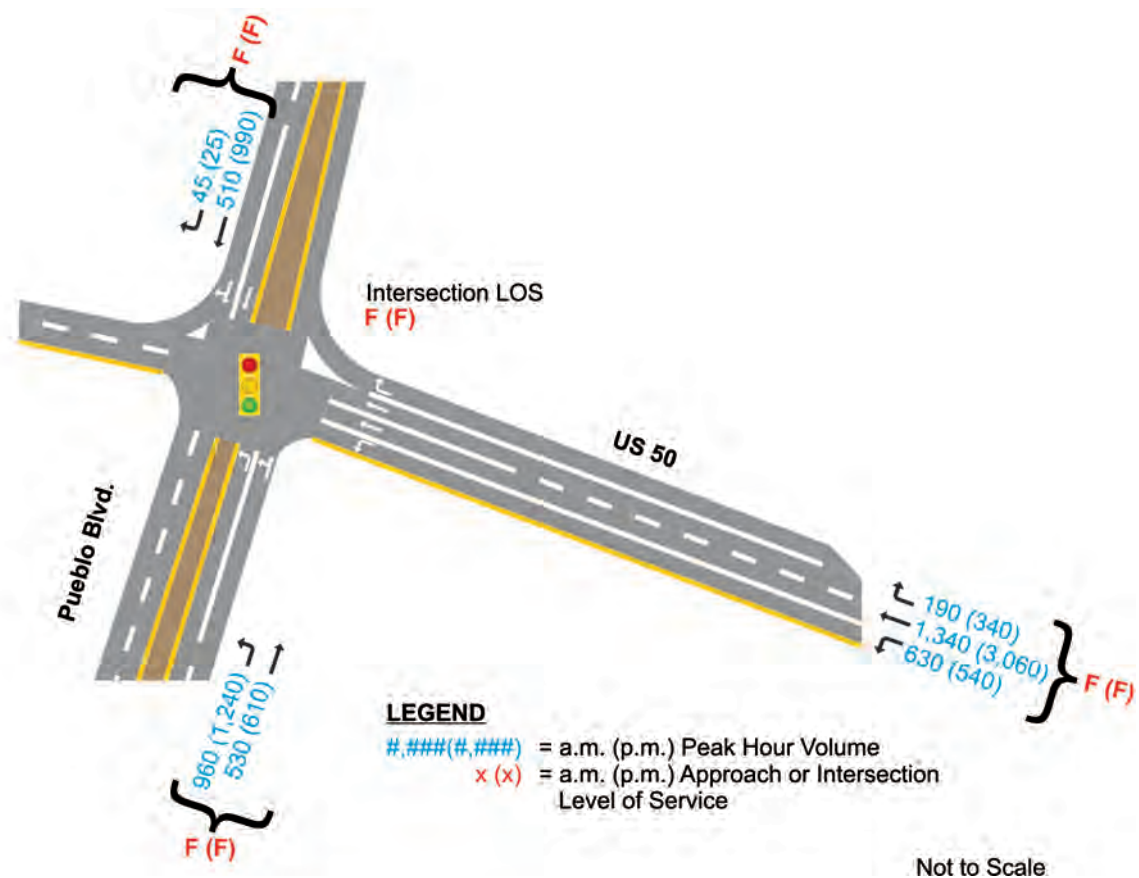 F (F)
45 (25)
510 (990)
Intersection LOS
F (F)
US 50
Pueblo Blvd.
190 (340)
1,340 (3,060)
630 (540)
F (F)
960 (1,240)
530 (610)
F (F)
LEGEND
#,###(#,###) = a.m. (p.m.) Peak Hour Volume
x (x) = a.m. (p.m.) Approach or Intersection
Level of Service
Not to Scale